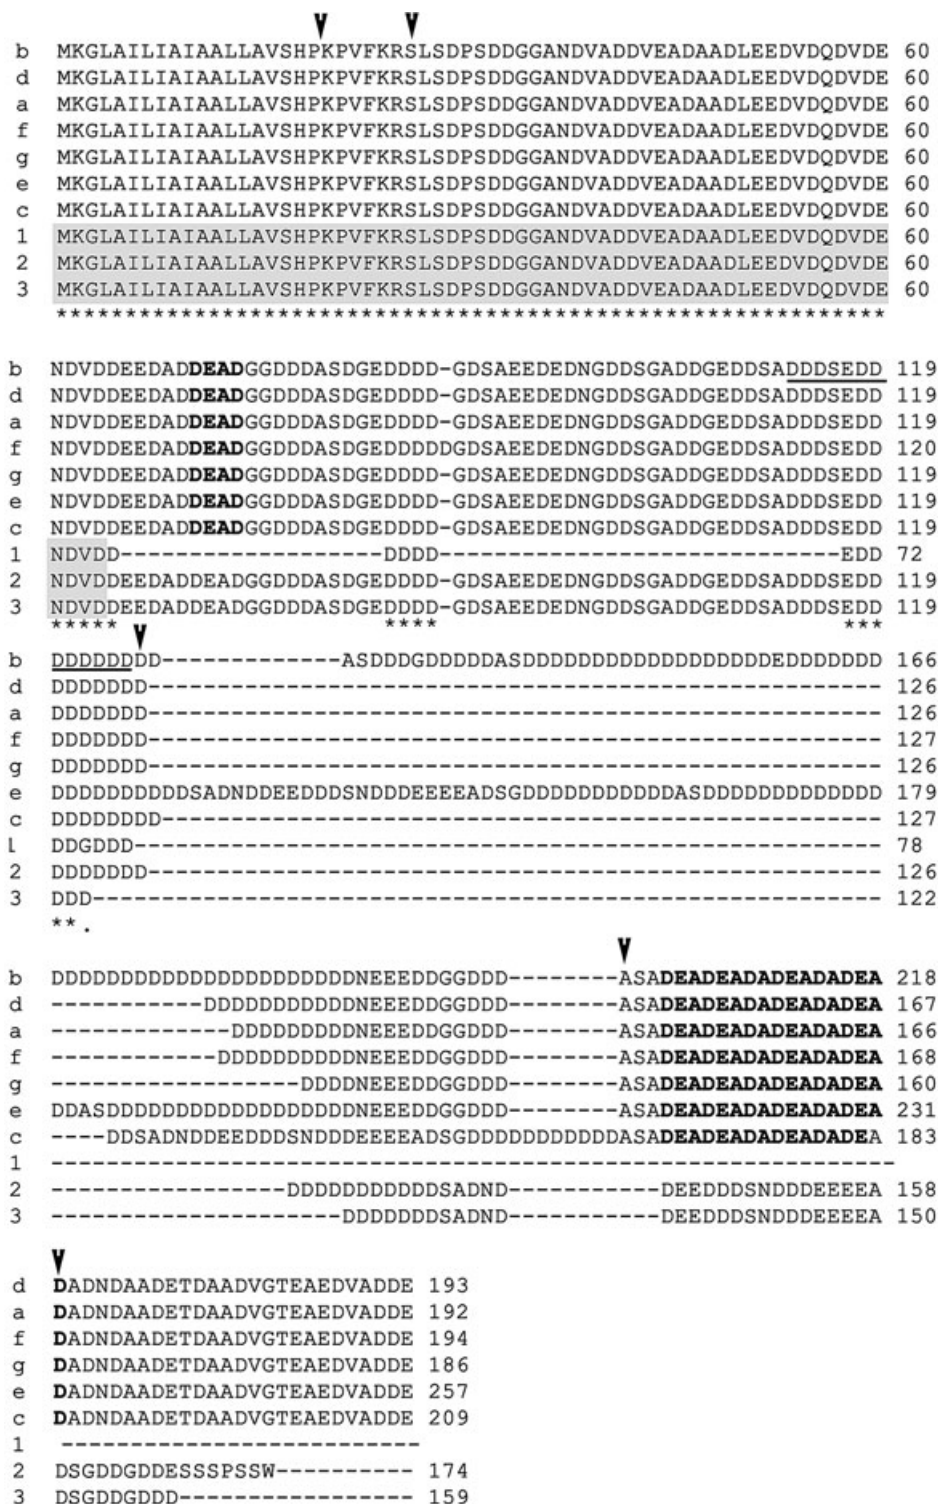 b MKGLAILIAIAALLAVSHPKPVFKRSLSDPSDDGGANDVADDVEADAADLEEDVDQDVDE 60
d MKGLAILIAIAALLAVSHPKPVFKRSLSDPSDDGGANDVADDVEADAADLEEDVDQDVDE 60
a MKGLAILIAIAALLAVSHPKPVFKRSLSDPSDDGGANDVADDVEADAADLEEDVDQDVDE 60
f MKGLAILIAIAALLAVSHPKPVFKRSLSDPSDDGGANDVADDVEADAADLEEDVDQDVDE 60
g MKGLAILIAIAALLAVSHPKPVFKRSLSDPSDDGGANDVADDVEADAADLEEDVDQDVDE 60
e MKGLAILIAIAALLAVSHPKPVFKRSLSDPSDDGGANDVADDVEADAADLEEDVDQDVDE 60
c MKGLAILIAIAALLAVSHPKPVFKRSLSDPSDDGGANDVADDVEADAADLEEDVDQDVDE 60
1 MKGLAILIAIAALLAVSHPKPVFKRSLSDPSDDGGANDVADDVEADAADLEEDVDQDVDE 60
2 MKGLAILIAIAALLAVSHPKPVFKRSLSDPSDDGGANDVADDVEADAADLEEDVDQDVDE 60
3 MKGLAILIAIAALLAVSHPKPVFKRSLSDPSDDGGANDVADDVEADAADLEEDVDQDVDE 60
************************************************************
b NDVDDEEDADDEADGGDDDASDGEDDDD-GDSAEEDEDNGDDSGADDGEDDSADDDSEDD 119
d NDVDDEEDADDEADGGDDDASDGEDDDD-GDSAEEDEDNGDDSGADDGEDDSADDDSEDD 119
a NDVDDEEDADDEADGGDDDASDGEDDDD-GDSAEEDEDNGDDSGADDGEDDSADDDSEDD 119
f NDVDDEEDADDEADGGDDDASDGEDDDDDGDSAEEDEDNGDDSGADDGEDDSADDDSEDD 120
g NDVDDEEDADDEADGGDDDASDGEDDDD-GDSAEEDEDNGDDSGADDGEDDSADDDSEDD 119
e NDVDDEEDADDEADGGDDDASDGEDDDD-GDSAEEDEDNGDDSGADDGEDDSADDDSEDD 119
c NDVDDEEDADDEADGGDDDASDGEDDDD-GDSAEEDEDNGDDSGADDGEDDSADDDSEDD 119
1 NDVDD-------------------DDDD-----------------------------EDD 72
2 NDVDDEEDADDEADGGDDDASDGEDDDD-GDSAEEDEDNGDDSGADDGEDDSADDDSEDD 119
3 NDVDDEEDADDEADGGDDDASDGEDDDD-GDSAEEDEDNGDDSGADDGEDDSADDDSEDD 119
***** **** ***
b DDDDDDDD-------------ASDDDGDDDDDASDDDDDDDDDDDDDDDDDDEDDDDDDD 166
d DDDDDDD----------------------------------------------------- 126
a DDDDDDD----------------------------------------------------- 126
f DDDDDDD----------------------------------------------------- 127
g DDDDDDD----------------------------------------------------- 126
e DDDDDDDDDDSADNDDEEDDDSNDDDEEEEADSGDDDDDDDDDDDASDDDDDDDDDDDDD 179
c DDDDDDDD---------------------------------------------------- 127
1 DDGDDD------------------------------------------------------ 78
2 DDDDDDD----------------------------------------------------- 126
3 DDD--------------------------------------------------------- 122
**.
b DDDDDDDDDDDDDDDDDDDDDDNEEEDDGGDDD--------ASADEADEADADEADADEA 218
d -----------DDDDDDDDDDDNEEEDDGGDDD--------ASADEADEADADEADADEA 167
a -------------DDDDDDDDDNEEEDDGGDDD--------ASADEADEADADEADADEA 166
f ------------DDDDDDDDDDNEEEDDGGDDD--------ASADEADEADADEADADEA 168
g ------------------DDDDNEEEDDGGDDD--------ASADEADEADADEADADEA 160
e DDASDDDDDDDDDDDDDDDDDDNEEEDDGGDDD--------ASADEADEADADEADADEA 231
c ----DDSADNDDEEDDDSNDDDEEEEADSGDDDDDDDDDDDASADEADEADADEADADEA 183
1 -------------------------------------------------------------
2 -----------------DDDDDDDDDDDSADND-----------DEEDDDSNDDDEEEEA 158
3 ---------------------DDDDDDDSADND-----------DEEDDDSNDDDEEEEA 150
d DADNDAADETDAADVGTEAEDVADDE 193
a DADNDAADETDAADVGTEAEDVADDE 192
f DADNDAADETDAADVGTEAEDVADDE 194
g DADNDAADETDAADVGTEAEDVADDE 186
e DADNDAADETDAADVGTEAEDVADDE 257
c DADNDAADETDAADVGTEAEDVADDE 209
1 --------------------------
2 DSGDDGDDESSSPSSW---------- 174
3 DSGDDGDDD----------------- 159